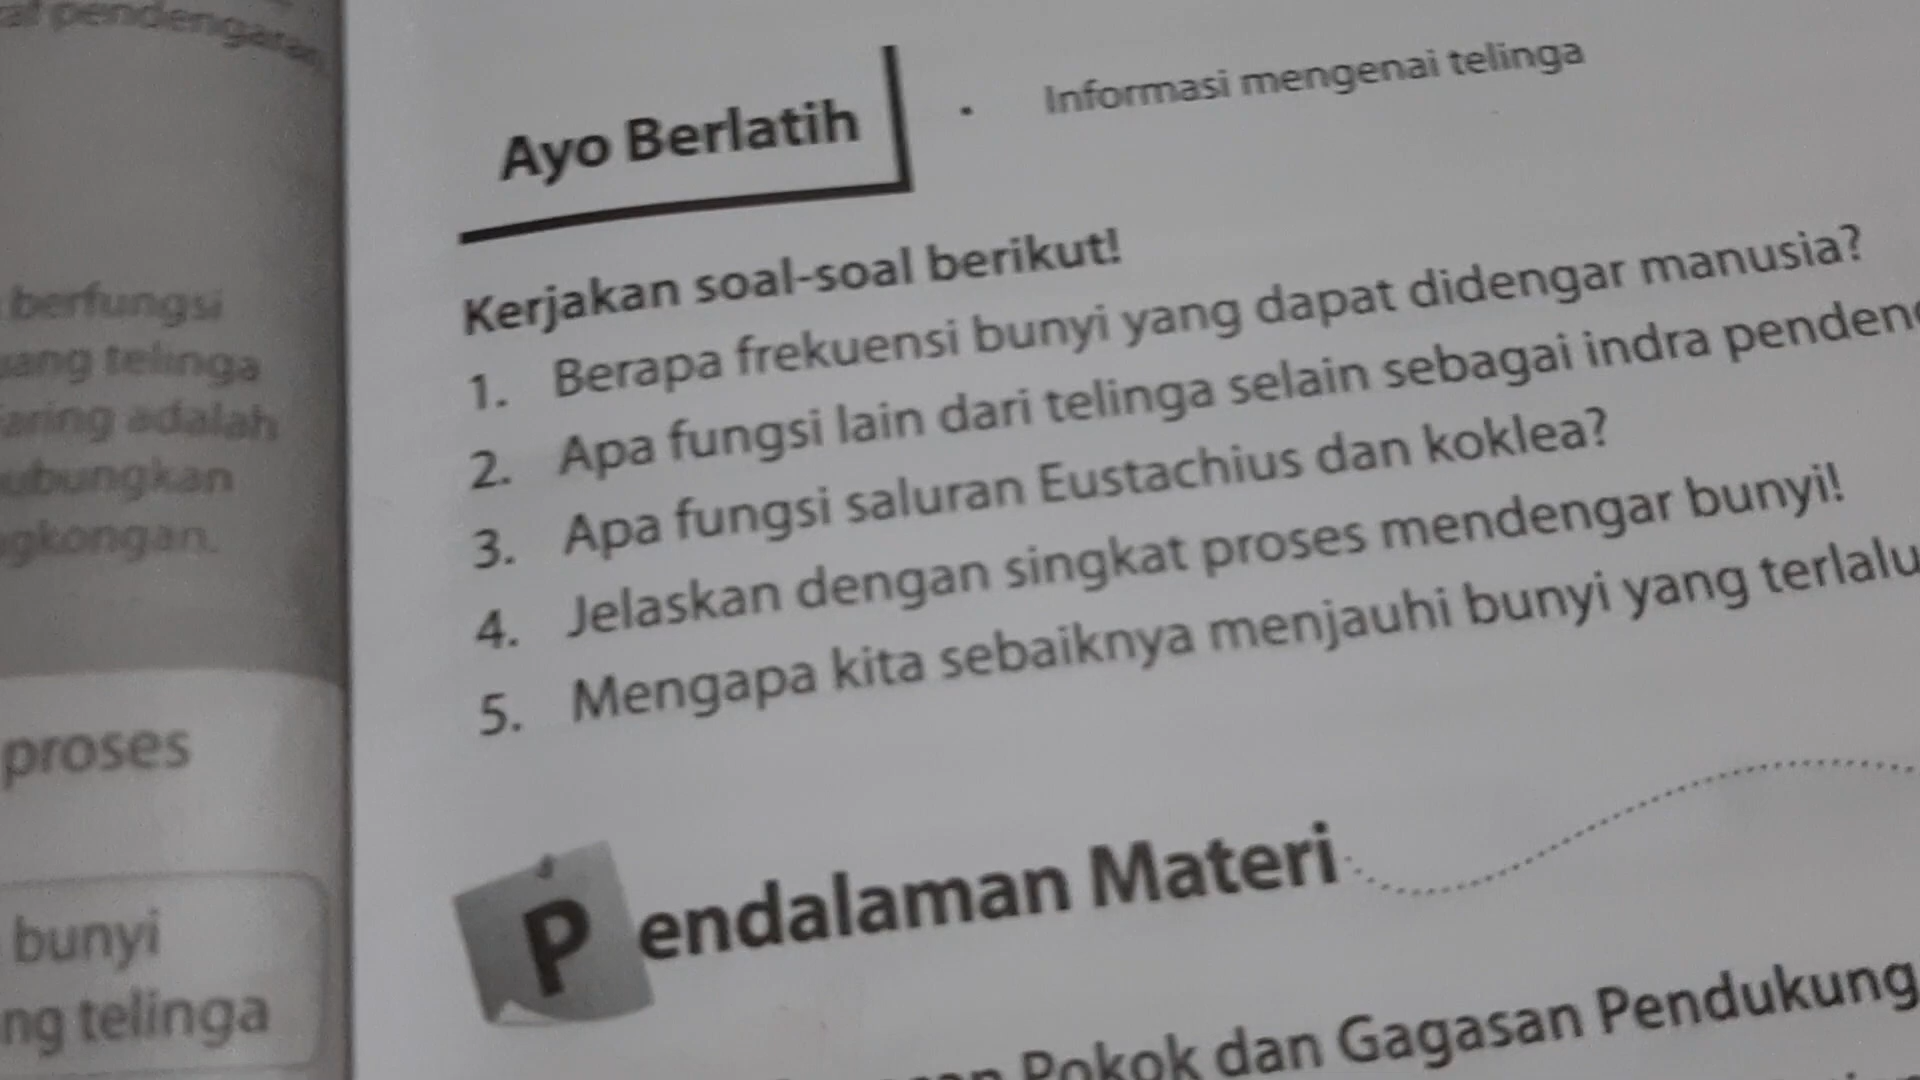 pendengaran
berfungsi
telinga
adalah
gkongan.
proses
bunyi
ng telinga
Ayo Berlatih
• Informasi mengenai telinga
Kerjakan soal-soal berikut!
1. Berapa frekuensi bunyi yang dapat didengar manusia?
2. Apa fungsi lain dari telinga selain sebagai indra penden
3. Apa fungsi saluran Eustachius dan koklea?
4. Jelaskan dengan singkat proses mendengar bunyi!
5. Mengapa kita sebaiknya menjauhi bunyi yang terlalu
Pendalaman Materi
Pokok dan Gagasan Pendukung